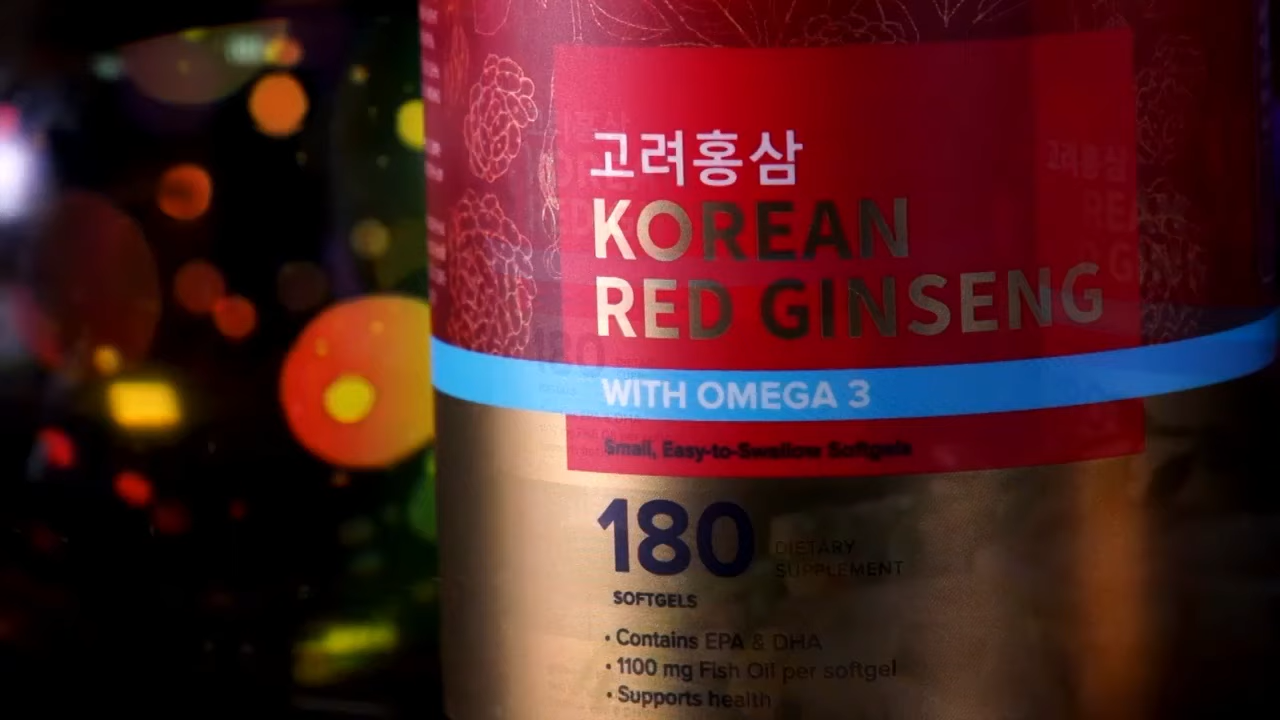 고려홍삼
KOREAN
RED GINSENG
WITH OMEGA 3
Small, Easy-to-Swallow Softgels
180
DIETARY
SUPPLEMENT
SOFTGELS
• Contains EPA & DHA
• 1100 mg Fish Oil per softgel
• Supports health